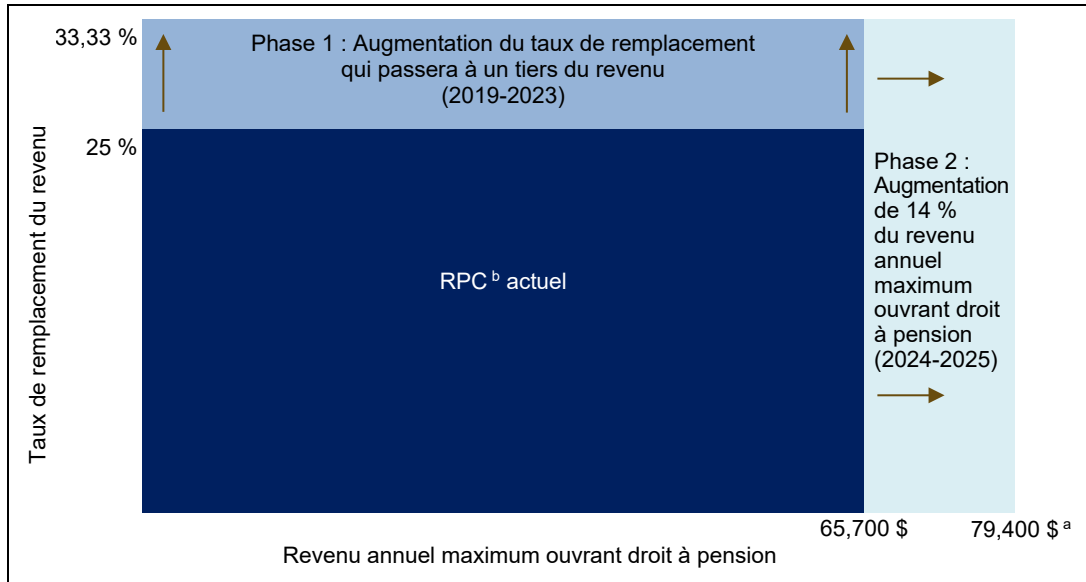 33,33 %
Phase 1 : Augmentation du taux de remplacement
qui passera à un tiers du revenu
(2019-2023)
25 %
Taux de remplacement du revenu
Phase 2 :
Augmentation
de 14 %
du revenu
annuel
maximum
ouvrant droit
à pension
(2024-2025)
RPC ᵇ actuel
65,700 $
79,400 $ ᵃ
Revenu annuel maximum ouvrant droit à pension